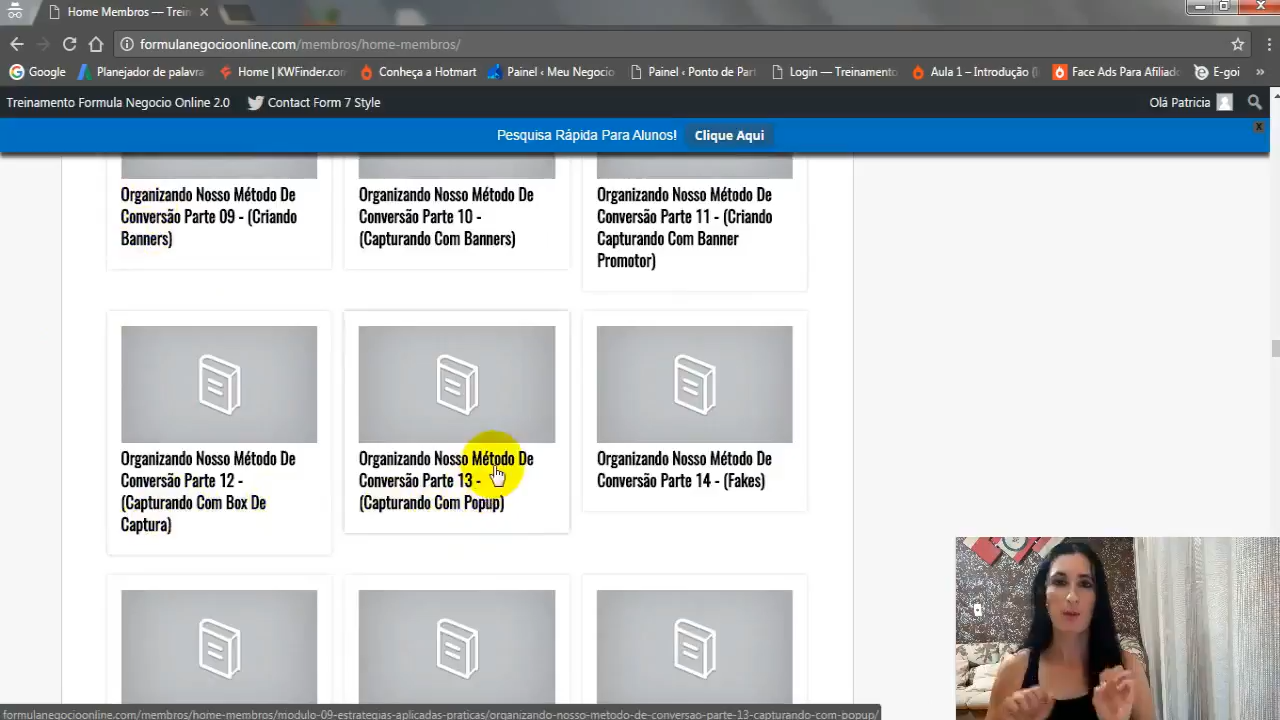 Home Membros — Trein
formulanegocioonline.com/membros/home-membros/
Google
Planejador de palavra
Home | KWFinder.com
Conheça a Hotmart
Painel ‹ Meu Negocio
Painel ‹ Ponto de Part
Login — Treinamento
Aula 1 – Introdução (
Face Ads Para Afiliad
E-goi
»
Treinamento Formula Negocio Online 2.0
Contact Form 7 Style
Olá Patricia
Pesquisa Rápida Para Alunos! Clique Aqui
X
Organizando Nosso Método De
Conversão Parte 09 - (Criando
Banners)
Organizando Nosso Método De
Conversão Parte 10 -
(Capturando Com Banners)
Organizando Nosso Método De
Conversão Parte 11 - (Criando
Capturando Com Banner
Promotor)
Organizando Nosso Método De
Conversão Parte 12 -
(Capturando Com Box De
Captura)
Organizando Nosso Método De
Conversão Parte 13 -
(Capturando Com Popup)
Organizando Nosso Método De
Conversão Parte 14 - (Fakes)
formulanegocioonline.com/membros/home-membros/modulo-09-estrategias-aplicadas-praticas/organizando-nosso-metodo-de-conversao-parte-13-capturando-com-popup/